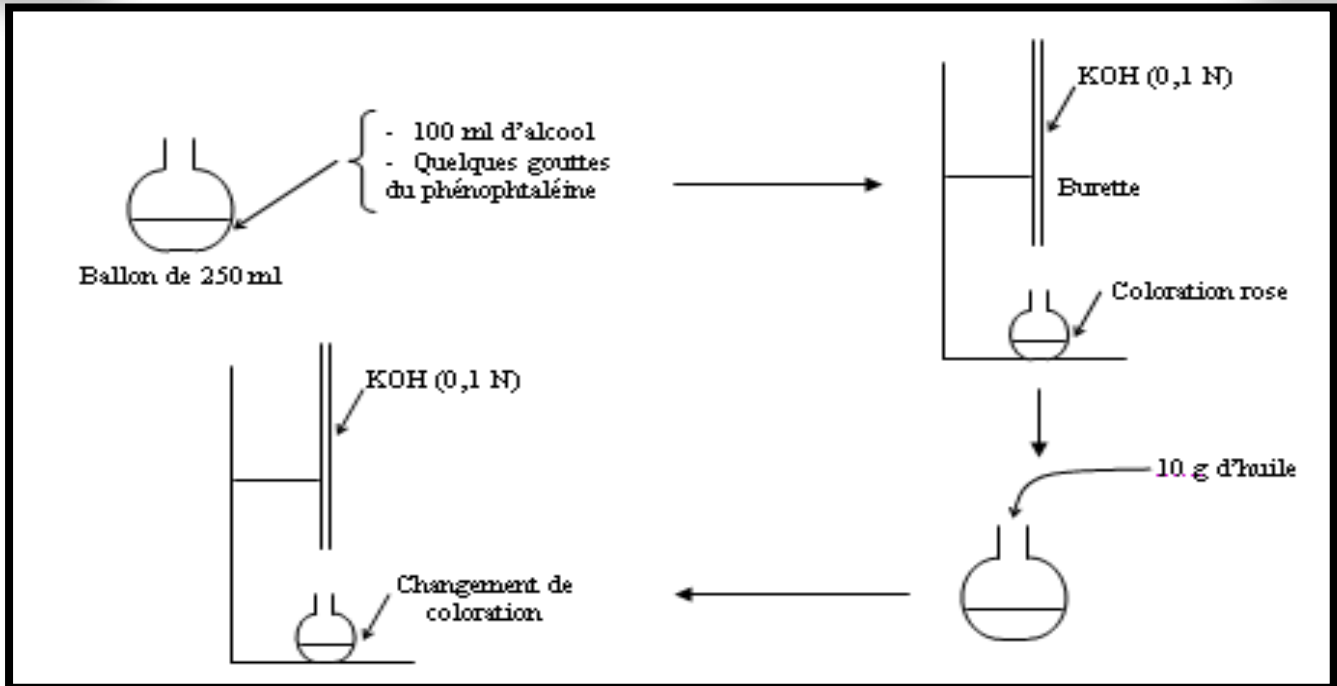 - 100 ml d'alcool
- Quelques gouttes
du phénophtaléine
Ballon de 250 ml
KOH (0,1 N)
Burette
Coloration rose
10 g d'huile
KOH (0,1 N)
Changement de
coloration